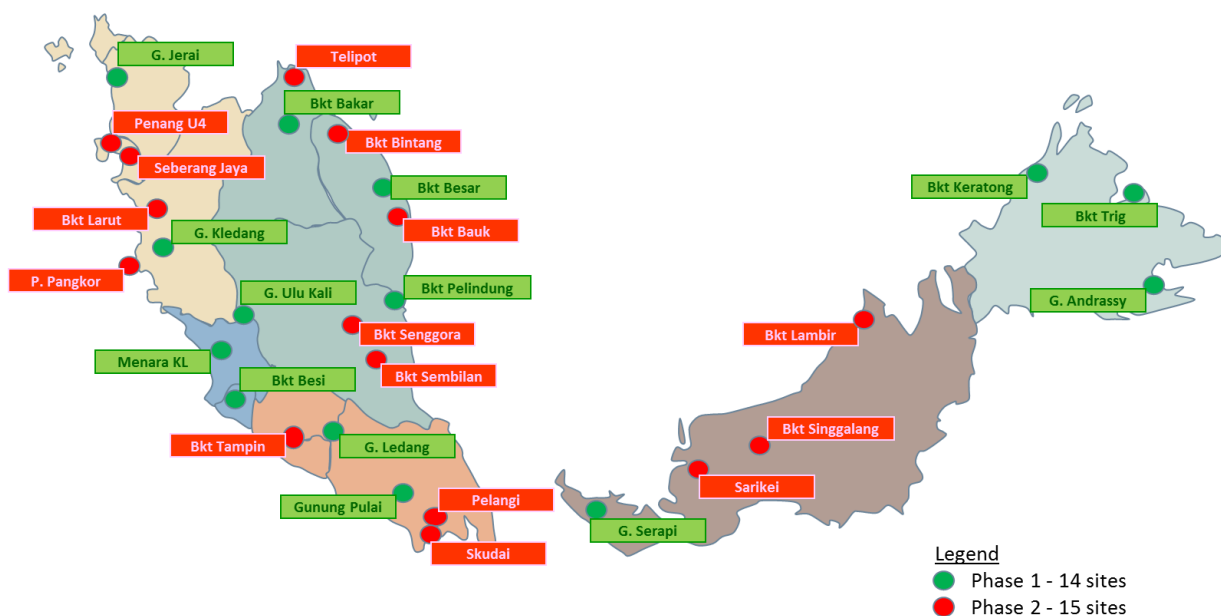 G. Jerai
Telipot
Bkt Bakar
Penang U4
Bkt Bintang
Seberang Jaya
Bkt Keratong
Bkt Besar
Bkt Trig
Bkt Larut
Bkt Bauk
G. Kledang
P. Pangkor
G. Ulu Kali
Bkt Pelindung
G. Andrassy
Bkt Senggora
Bkt Lambir
Menara KL
Bkt Besi
Bkt Sembilan
Bkt Singgalang
Bkt Tampin
G. Ledang
Sarikei
Gunung Pulai
Pelangi
G. Serapi
Skudai
Legend
Phase 1 - 14 sites
Phase 2 - 15 sites